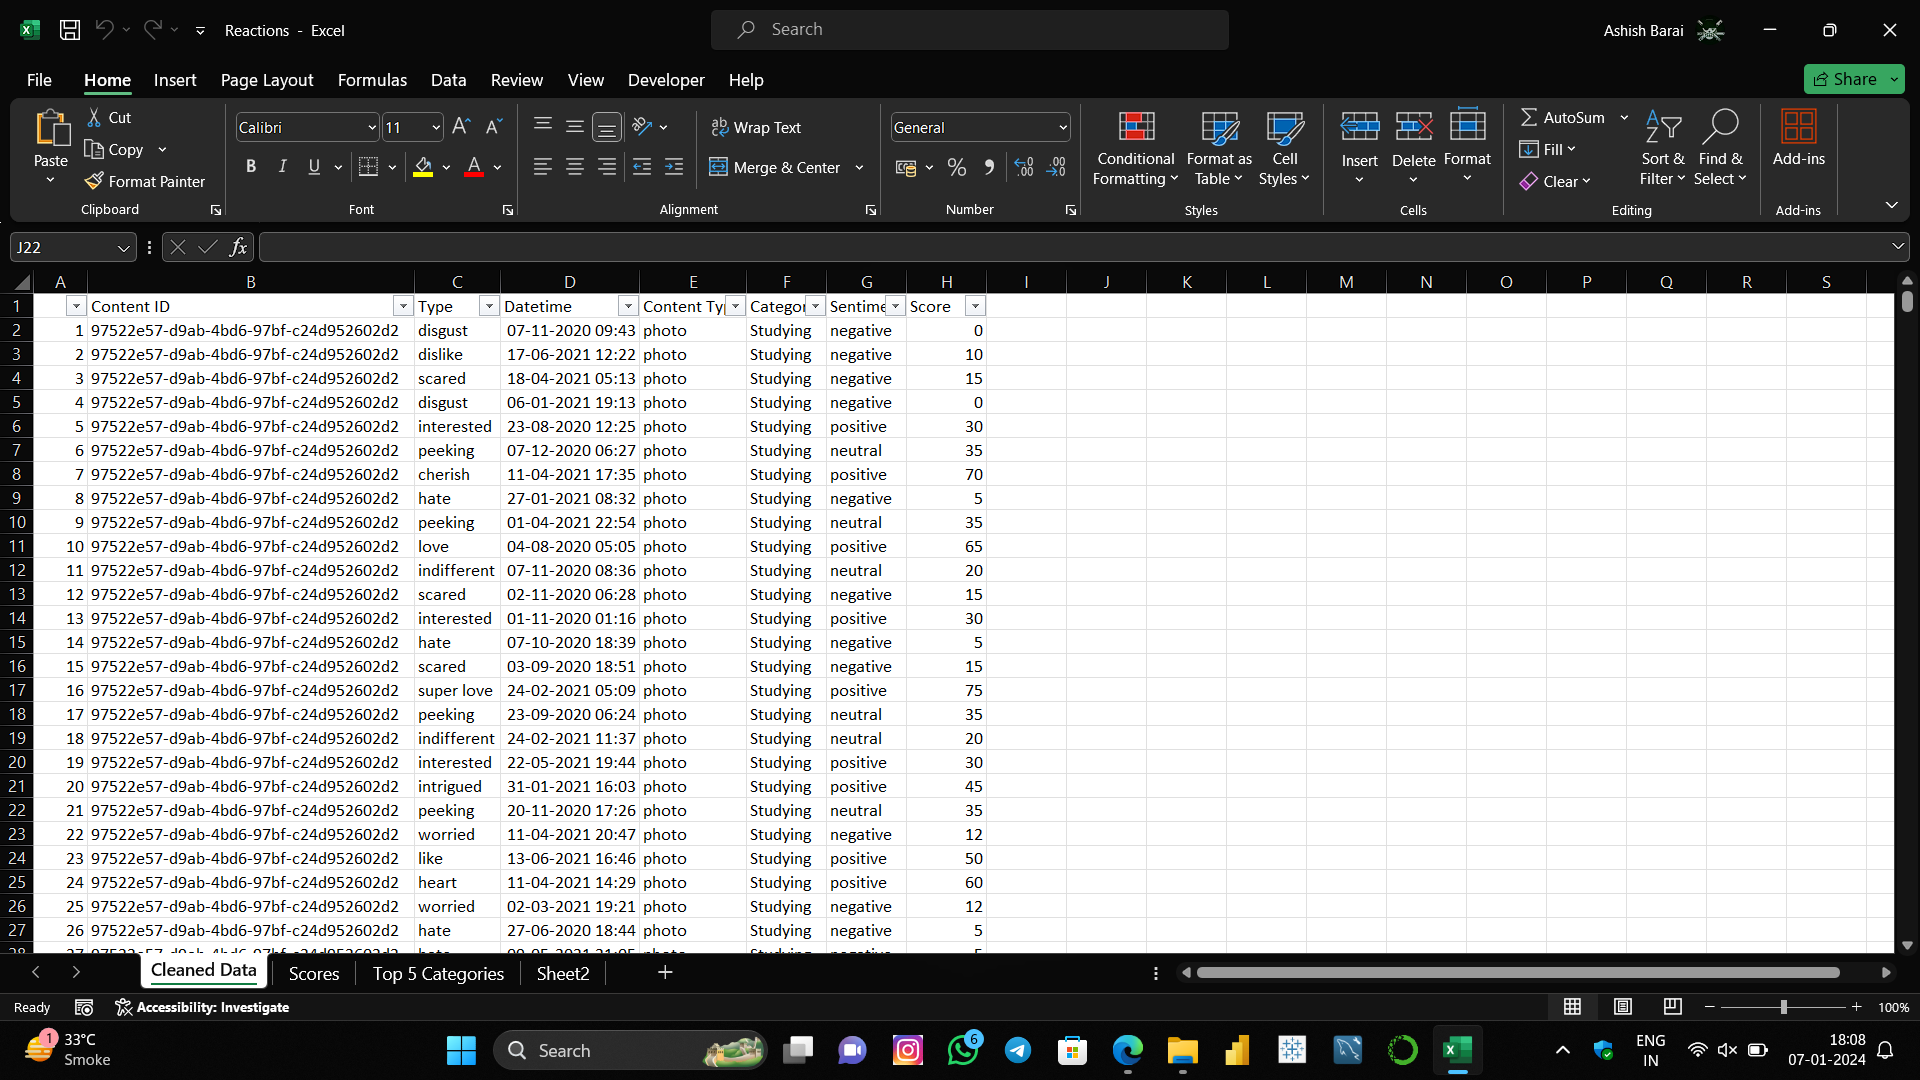 Reactions - Excel
Search
Ashish Barai
File Home Insert Page Layout Formulas Data Review View Developer Help
Share
Paste
Cut
Copy
Format Painter
Clipboard
Calibri 11
B I U
Font
Wrap Text
Merge & Center
Alignment
General
Number
Conditional Formatting
Format as Table
Cell Styles
Styles
Insert Delete Format
Cells
AutoSum
Fill
Clear
Sort & Filter
Find & Select
Editing
Add-ins
Add-ins
J22 fx
A B C D E F G H I J K L M N O P Q R S
1 Content ID Type Datetime Content Ty Catego Sentime Score
2 1 97522e57-d9ab-4bd6-97bf-c24d952602d2 disgust 07-11-2020 09:43 photo Studying negative 0
3 2 97522e57-d9ab-4bd6-97bf-c24d952602d2 dislike 17-06-2021 12:22 photo Studying negative 10
4 3 97522e57-d9ab-4bd6-97bf-c24d952602d2 scared 18-04-2021 05:13 photo Studying negative 15
5 4 97522e57-d9ab-4bd6-97bf-c24d952602d2 disgust 06-01-2021 19:13 photo Studying negative 0
6 5 97522e57-d9ab-4bd6-97bf-c24d952602d2 interested 23-08-2020 12:25 photo Studying positive 30
7 6 97522e57-d9ab-4bd6-97bf-c24d952602d2 peeking 07-12-2020 06:27 photo Studying neutral 35
8 7 97522e57-d9ab-4bd6-97bf-c24d952602d2 cherish 11-04-2021 17:35 photo Studying positive 70
9 8 97522e57-d9ab-4bd6-97bf-c24d952602d2 hate 27-01-2021 08:32 photo Studying negative 5
10 9 97522e57-d9ab-4bd6-97bf-c24d952602d2 peeking 01-04-2021 22:54 photo Studying neutral 35
11 10 97522e57-d9ab-4bd6-97bf-c24d952602d2 love 04-08-2020 05:05 photo Studying positive 65
12 11 97522e57-d9ab-4bd6-97bf-c24d952602d2 indifferent 07-11-2020 08:36 photo Studying neutral 20
13 12 97522e57-d9ab-4bd6-97bf-c24d952602d2 scared 02-11-2020 06:28 photo Studying negative 15
14 13 97522e57-d9ab-4bd6-97bf-c24d952602d2 interested 01-11-2020 01:16 photo Studying positive 30
15 14 97522e57-d9ab-4bd6-97bf-c24d952602d2 hate 07-10-2020 18:39 photo Studying negative 5
16 15 97522e57-d9ab-4bd6-97bf-c24d952602d2 scared 03-09-2020 18:51 photo Studying negative 15
17 16 97522e57-d9ab-4bd6-97bf-c24d952602d2 super love 24-02-2021 05:09 photo Studying positive 75
18 17 97522e57-d9ab-4bd6-97bf-c24d952602d2 peeking 23-09-2020 06:24 photo Studying neutral 35
19 18 97522e57-d9ab-4bd6-97bf-c24d952602d2 indifferent 24-02-2021 11:37 photo Studying neutral 20
20 19 97522e57-d9ab-4bd6-97bf-c24d952602d2 interested 22-05-2021 19:44 photo Studying positive 30
21 20 97522e57-d9ab-4bd6-97bf-c24d952602d2 intrigued 31-01-2021 16:03 photo Studying positive 45
22 21 97522e57-d9ab-4bd6-97bf-c24d952602d2 peeking 20-11-2020 17:26 photo Studying neutral 35
23 22 97522e57-d9ab-4bd6-97bf-c24d952602d2 worried 11-04-2021 20:47 photo Studying negative 12
24 23 97522e57-d9ab-4bd6-97bf-c24d952602d2 like 13-06-2021 16:46 photo Studying positive 50
25 24 97522e57-d9ab-4bd6-97bf-c24d952602d2 heart 11-04-2021 14:29 photo Studying positive 60
26 25 97522e57-d9ab-4bd6-97bf-c24d952602d2 worried 02-03-2021 19:21 photo Studying negative 12
27 26 97522e57-d9ab-4bd6-97bf-c24d952602d2 hate 27-06-2020 18:44 photo Studying negative 5
Cleaned Data Scores Top 5 Categories Sheet2
Ready Accessibility: Investigate 100%
1 33°C
Smoke
Search
6
ENG
IN
18:08
07-01-2024